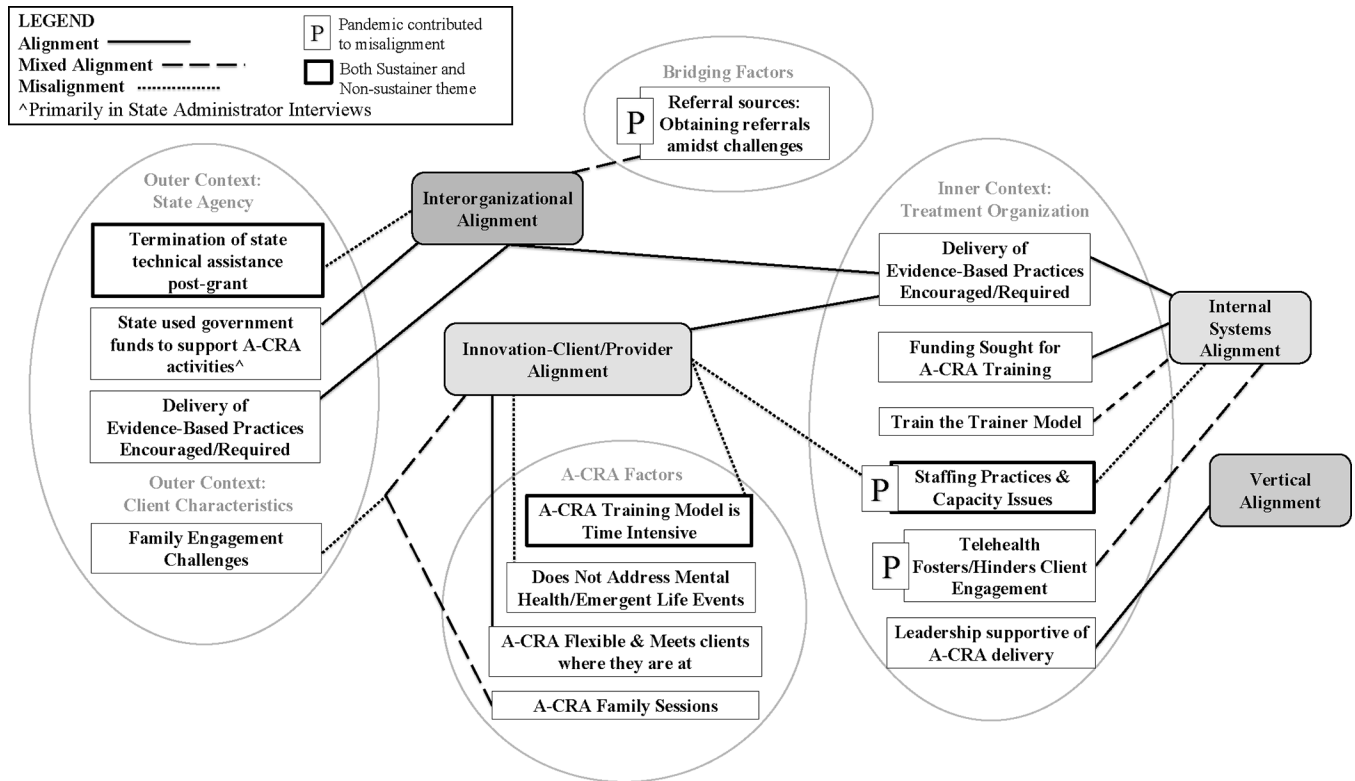 LEGEND
Alignment
Mixed Alignment
Misalignment
^Primarily in State Administrator Interviews
P
Pandemic contributed
to misalignment
Both Sustainer and
Non-sustainer theme
Bridging Factors
P
Referral sources:
Obtaining referrals
amidst challenges
Outer Context:
State Agency
Termination of state
technical assistance
post-grant
State used government
funds to support A-CRA
activities^
Delivery of
Evidence-Based Practices
Encouraged/Required
Outer Context:
Client Characteristics
Family Engagement
Challenges
Interorganizational
Alignment
Innovation-Client/Provider
Alignment
A-CRA Factors
A-CRA Training Model is
Time Intensive
Does Not Address Mental
Health/Emergent Life Events
A-CRA Flexible & Meets clients
where they are at
A-CRA Family Sessions
Inner Context:
Treatment Organization
Delivery of
Evidence-Based Practices
Encouraged/Required
Funding Sought for
A-CRA Training
Train the Trainer Model
P
Staffing Practices &
Capacity Issues
P
Telehealth
Fosters/Hinders Client
Engagement
Leadership supportive of
A-CRA delivery
Internal
Systems
Alignment
Vertical
Alignment